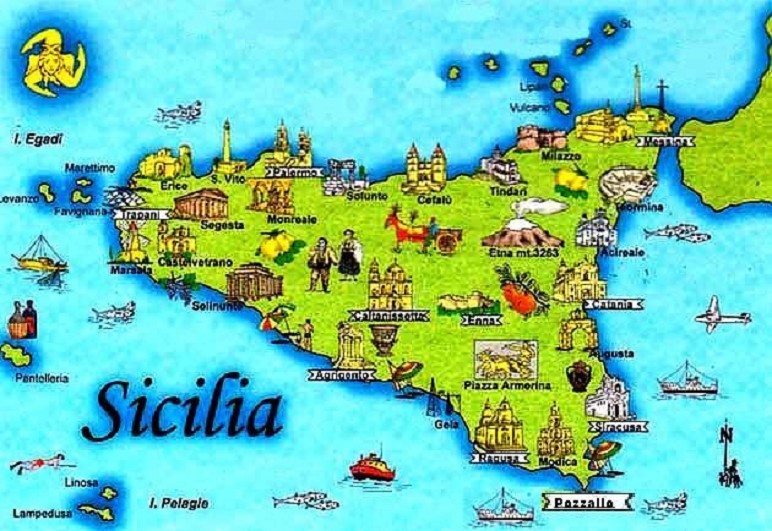 St
Lipa
Vulcano
I. Egadi
Messina
Milazzo
Marettimo
S. Vito
Palermo
Erice
Solunto
Cefalù
Tindari
Levanzo
Favignana
Trapani
Segesta
Monreale
Taormina
Etna mt.3263
Acireale
Marsala
Castelvetrano
Selinunte
Caltanissetta
Enna
Catania
Augusta
Pantelleria
Agrigento
Piazza Armerina
Sicilia
Gela
Siracusa
Ragusa
Modica
N
Linosa
Lampedusa
I. Pelagie
Pozzallo